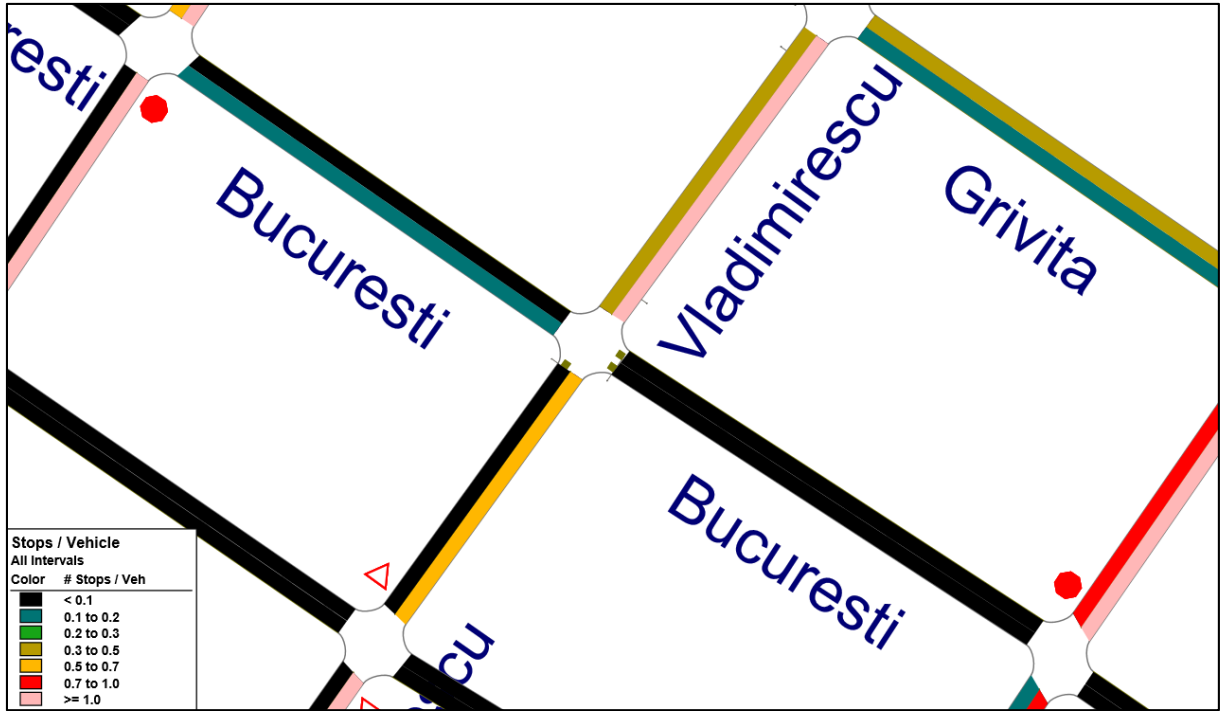 resti
Bucuresti
Vladimirescu
Grivita
Bucuresti
cu
Stops / Vehicle
All Intervals
Color # Stops / Veh
< 0.1
0.1 to 0.2
0.2 to 0.3
0.3 to 0.5
0.5 to 0.7
0.7 to 1.0
>= 1.0